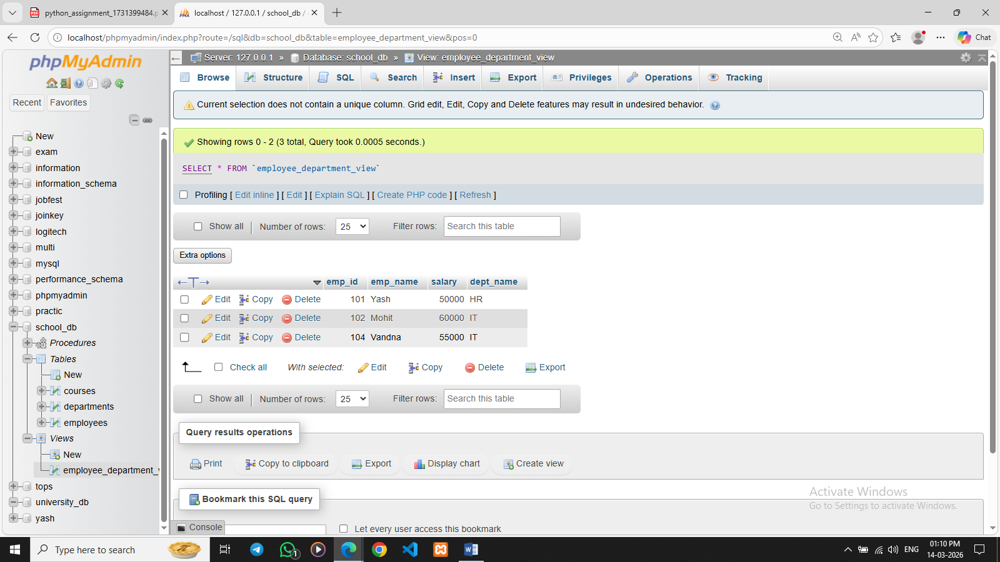 python_assignment_1731399484.p
localhost / 127.0.0.1 / school_db /
localhost/phpmyadmin/index.php?route=/sql&db=school_db&table=employee_department_view&pos=0
Chat
phpMyAdmin
Recent
Favorites
New
exam
information
information_schema
jobfest
joinkey
logitech
multi
mysql
performance_schema
phpmyadmin
practic
school_db
Procedures
Tables
New
courses
departments
employees
Views
New
employee_department_v
tops
university_db
yash
Server: 127.0.0.1 » Database: school_db » View: employee_department_view
Browse Structure SQL Search Insert Export Privileges Operations Tracking
Current selection does not contain a unique column. Grid edit, Edit, Copy and Delete features may result in undesired behavior.
Showing rows 0 - 2 (3 total, Query took 0.0005 seconds.)
SELECT * FROM `employee_department_view`
Profiling [ Edit inline ] [ Edit ] [ Explain SQL ] [ Create PHP code ] [ Refresh ]
Show all | Number of rows: 25 Filter rows: Search this table
Extra options
emp_id emp_name salary dept_name
Edit Copy Delete 101 Yash 50000 HR
Edit Copy Delete 102 Mohit 60000 IT
Edit Copy Delete 104 Vandna 55000 IT
Check all With selected: Edit Copy Delete Export
Show all | Number of rows: 25 Filter rows: Search this table
Query results operations
Print Copy to clipboard Export Display chart Create view
Bookmark this SQL query
Console
Let every user access this bookmark
Activate Windows
Go to Settings to activate Windows.
Type here to search
1
ENG
01:10 PM
14-03-2026